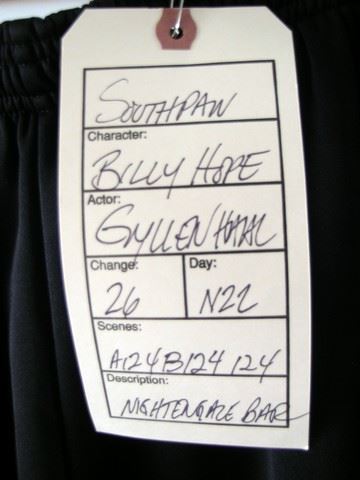 SOUTHPAW
Character:
BILLY HOPE
Actor:
GYLLENHAAL
Change: Day:
26 N22
Scenes:
A124 B124 124
Description:
NIGHTENGALE BAR